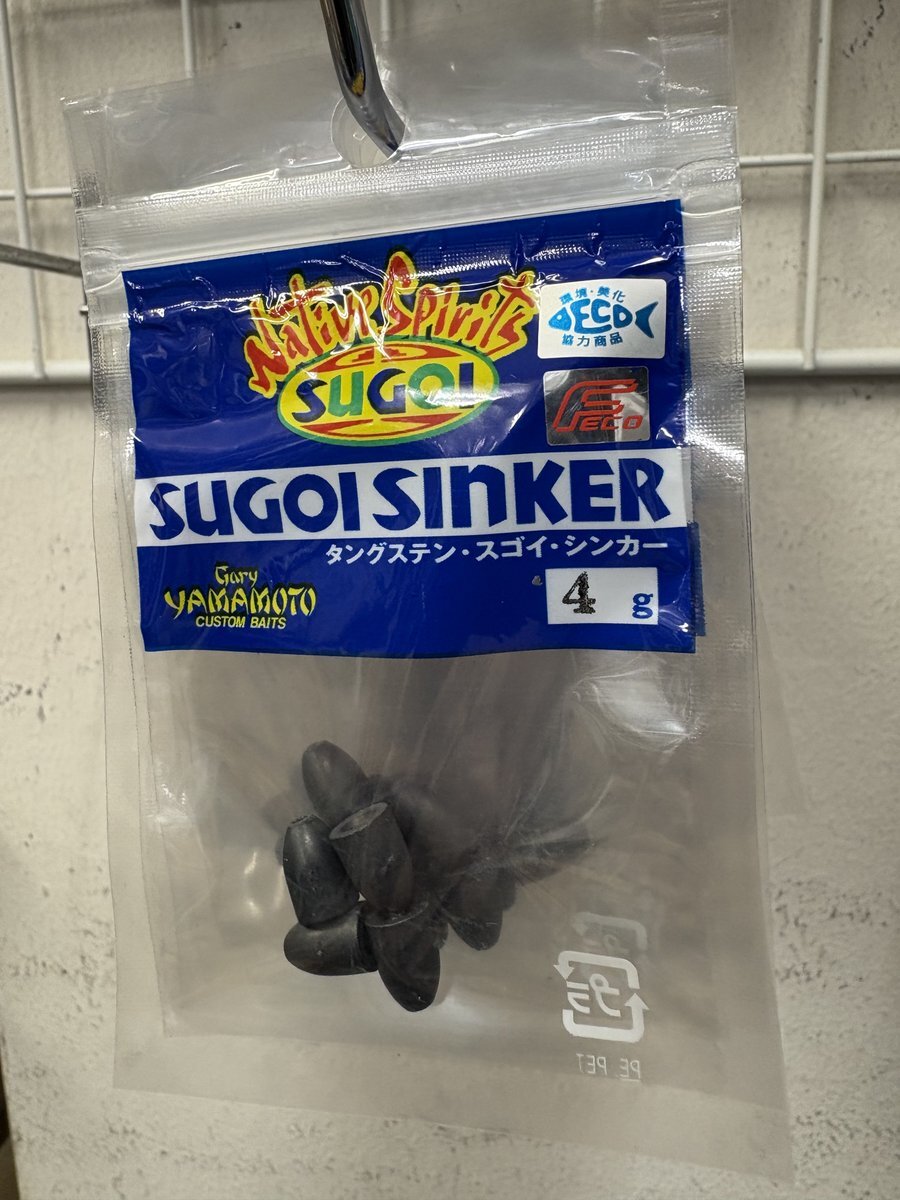 Native Spirits
SUGOI
環境・美化
ECO
協力商品
FECO
SUGOI SINKER
タングステン・スゴイ・シンカー
Gary
YAMAMOTO
CUSTOM BAITS
4 g
プラ
PE PET